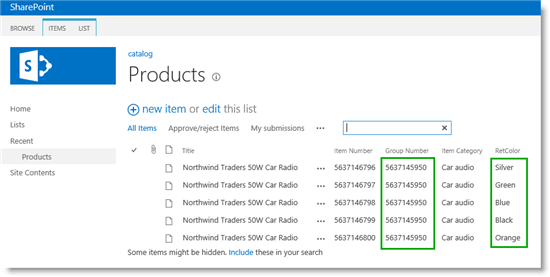 SharePoint
BROWSE ITEMS LIST
S
catalog
Products
Home
Lists
Recent
Products
Site Contents
new item or edit this list
All Items Approve/reject Items My submissions ...
Title Item Number Group Number Item Category RetColor
Northwind Traders 50W Car Radio ... 5637146796 5637145950 Car audio Silver
Northwind Traders 50W Car Radio ... 5637146797 5637145950 Car audio Green
Northwind Traders 50W Car Radio ... 5637146798 5637145950 Car audio Blue
Northwind Traders 50W Car Radio ... 5637146799 5637145950 Car audio Black
Northwind Traders 50W Car Radio ... 5637146800 5637145950 Car audio Orange
Some items might be hidden. Include these in your search